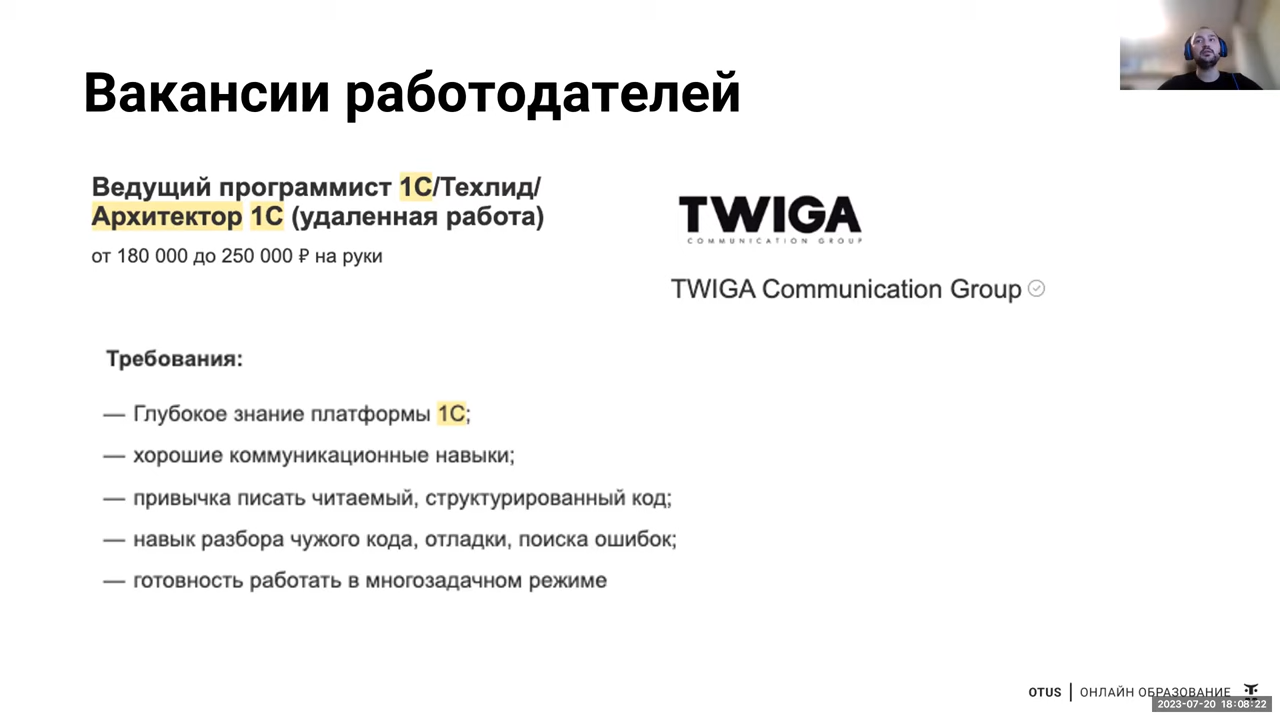 Вакансии работодателей
Ведущий программист 1С/Техлид/
Архитектор 1С (удаленная работа)
от 180 000 до 250 000 ₽ на руки
TWIGA
COMMUNICATION GROUP
TWIGA Communication Group
Требования:
— Глубокое знание платформы 1С;
— хорошие коммуникационные навыки;
— привычка писать читаемый, структурированный код;
— навык разбора чужого кода, отладки, поиска ошибок;
— готовность работать в многозадачном режиме
OTUS | ОНЛАЙН ОБРАЗОВАНИЕ
2023-07-20 18:08:22